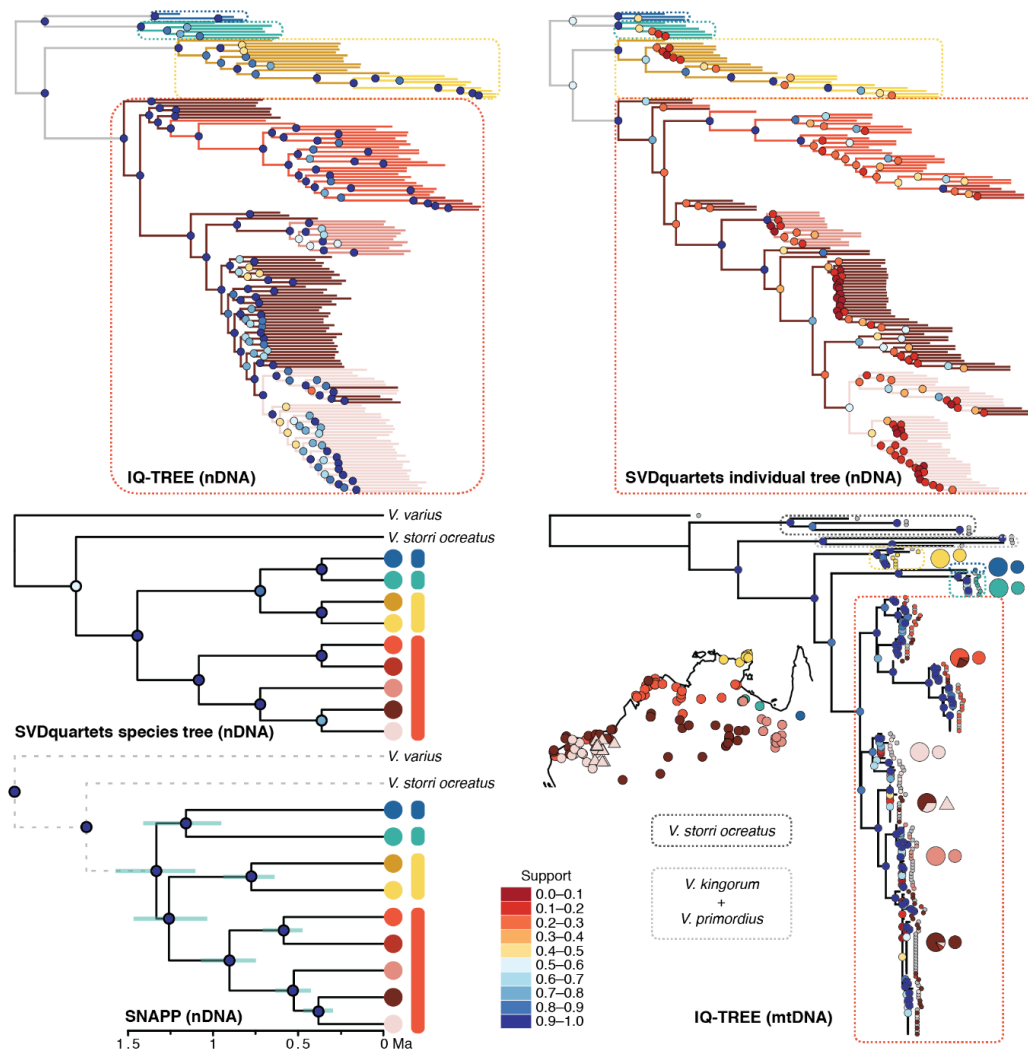 IQ-TREE (nDNA)
SVDquartets individual tree (nDNA)
V. varius
V. storri ocreatus
SVDquartets species tree (nDNA)
V. varius
V. storri ocreatus
SNAPP (nDNA)
1.5 1 0.5 0 Ma
V. storri ocreatus
V. kingorum
+
V. primordius
Support
0.0–0.1
0.1–0.2
0.2–0.3
0.3–0.4
0.4–0.5
0.5–0.6
0.6–0.7
0.7–0.8
0.8–0.9
0.9–1.0
IQ-TREE (mtDNA)